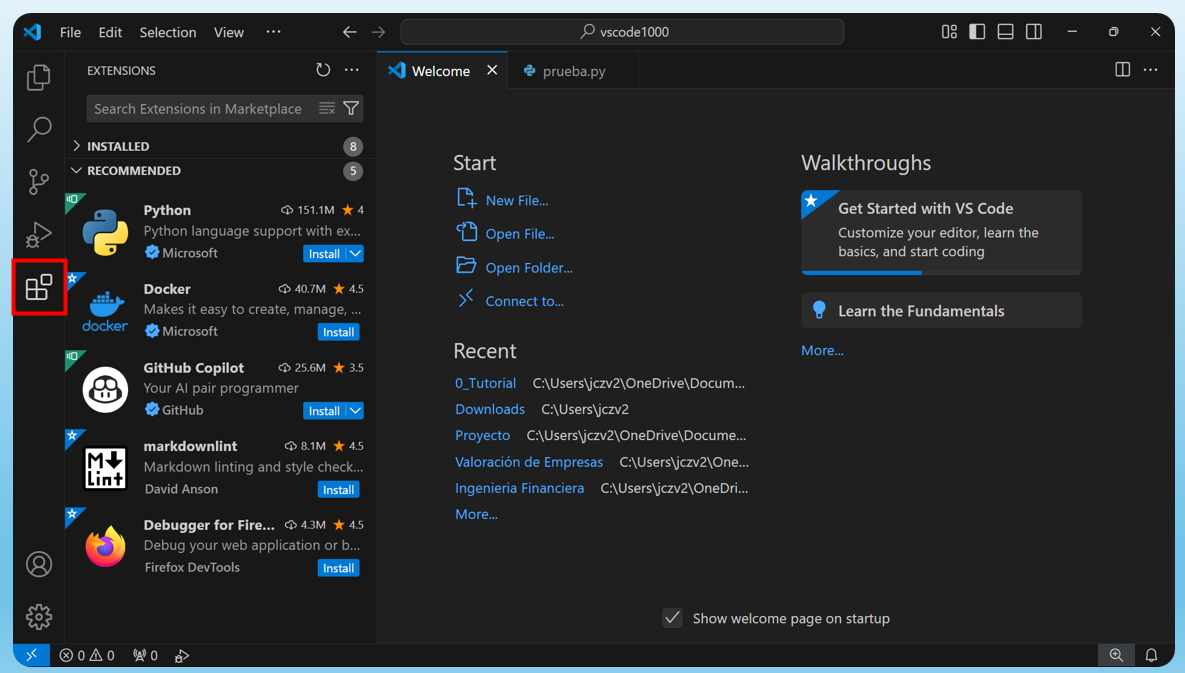 File Edit Selection View ··· vscode1000
EXTENSIONS
Search Extensions in Marketplace
INSTALLED 8
RECOMMENDED 5
Python 151.1M 4
Python language support with ex...
Microsoft Install
Docker 40.7M 4.5
Makes it easy to create, manage, ...
Microsoft Install
docker
GitHub Copilot 25.6M 3.5
Your AI pair programmer
GitHub Install
markdownlint 8.1M 4.5
Markdown linting and style check...
David Anson Install
M Lint
Debugger for Fire... 4.3M 4.5
Debug your web application or b...
Firefox DevTools Install
Welcome prueba.py
Start
New File...
Open File...
Open Folder...
Connect to...
Recent
0_Tutorial C:\Users\jczv2\OneDrive\Docum...
Downloads C:\Users\jczv2
Proyecto C:\Users\jczv2\OneDrive\Docume...
Valoración de Empresas C:\Users\jczv2\One...
Ingenieria Financiera C:\Users\jczv2\OneDri...
More...
Walkthroughs
Get Started with VS Code
Customize your editor, learn the
basics, and start coding
Learn the Fundamentals
More...
Show welcome page on startup
0 0 0